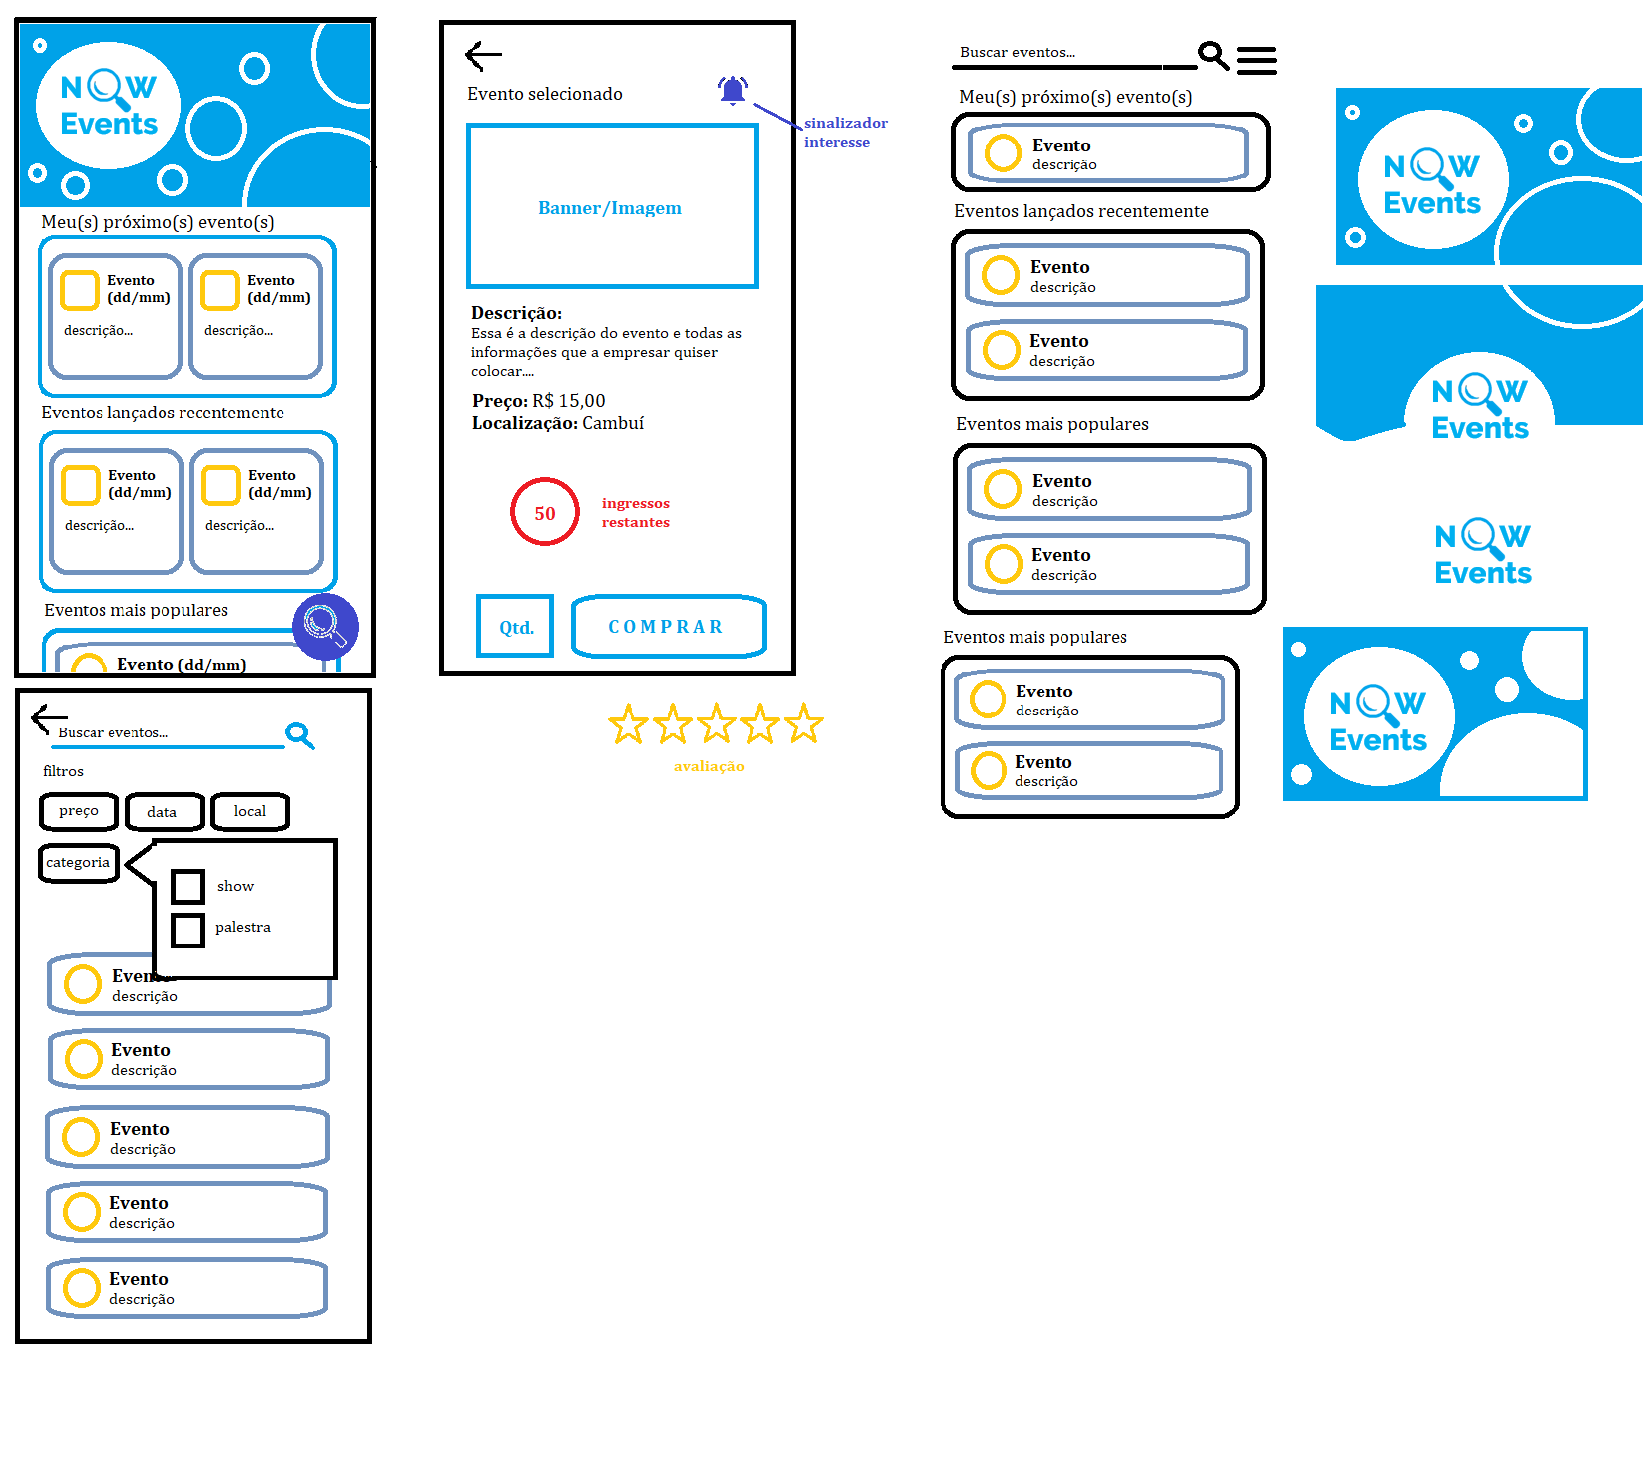 NOW
Events
Meu(s) próximo(s) evento(s)
Evento
(dd/mm)
descrição...
Evento
(dd/mm)
descrição...
Eventos lançados recentemente
Evento
(dd/mm)
descrição...
Evento
(dd/mm)
descrição...
Eventos mais populares
Evento (dd/mm)
Buscar eventos...
filtros
preço
data
local
categoria
show
palestra
Evento
descrição
Evento
descrição
Evento
descrição
Evento
descrição
Evento
descrição
Evento selecionado
sinalizador
interesse
Banner/Imagem
Descrição:
Essa é a descrição do evento e todas as
informações que a empresar quiser
colocar....
Preço: R$ 15,00
Localização: Cambuí
50
ingressos
restantes
Qtd.
COMPRAR
avaliação
Buscar eventos...
Meu(s) próximo(s) evento(s)
Evento
descrição
Eventos lançados recentemente
Evento
descrição
Evento
descrição
Eventos mais populares
Evento
descrição
Evento
descrição
Eventos mais populares
Evento
descrição
Evento
descrição
NOW
Events
NOW
Events
NOW
Events
NOW
Events